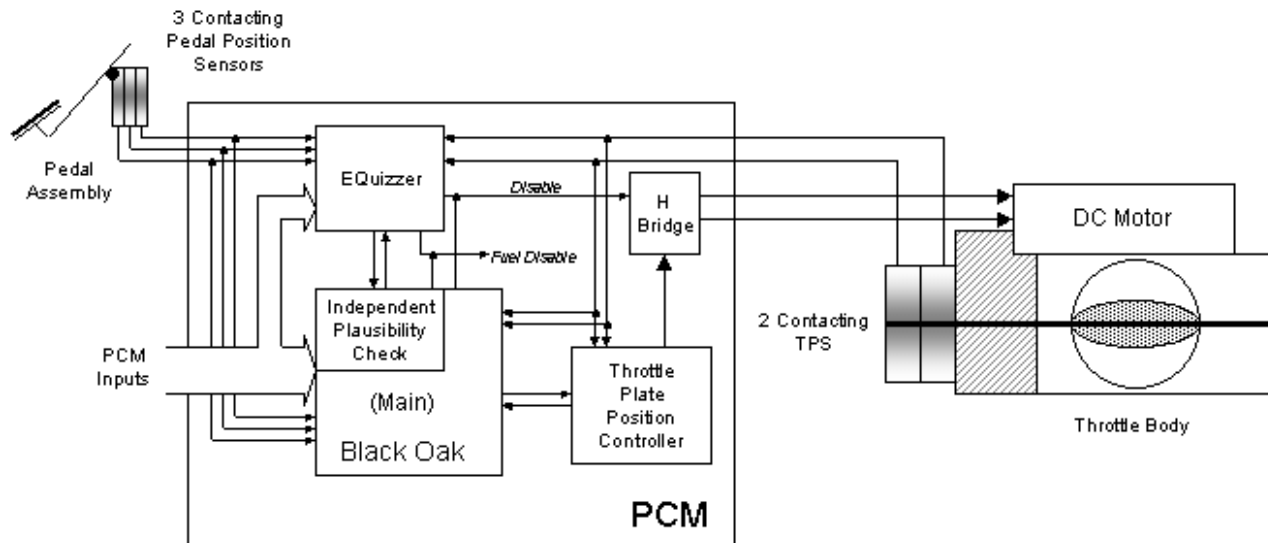 3 Contacting
Pedal Position
Sensors
Pedal
Assembly
EQuizzer
Disable
H
Bridge
DC Motor
Fuel Disable
Independent
Plausibility
Check
2 Contacting
TPS
PCM
Inputs
(Main)
Black Oak
Throttle
Plate
Position
Controller
Throttle Body
PCM